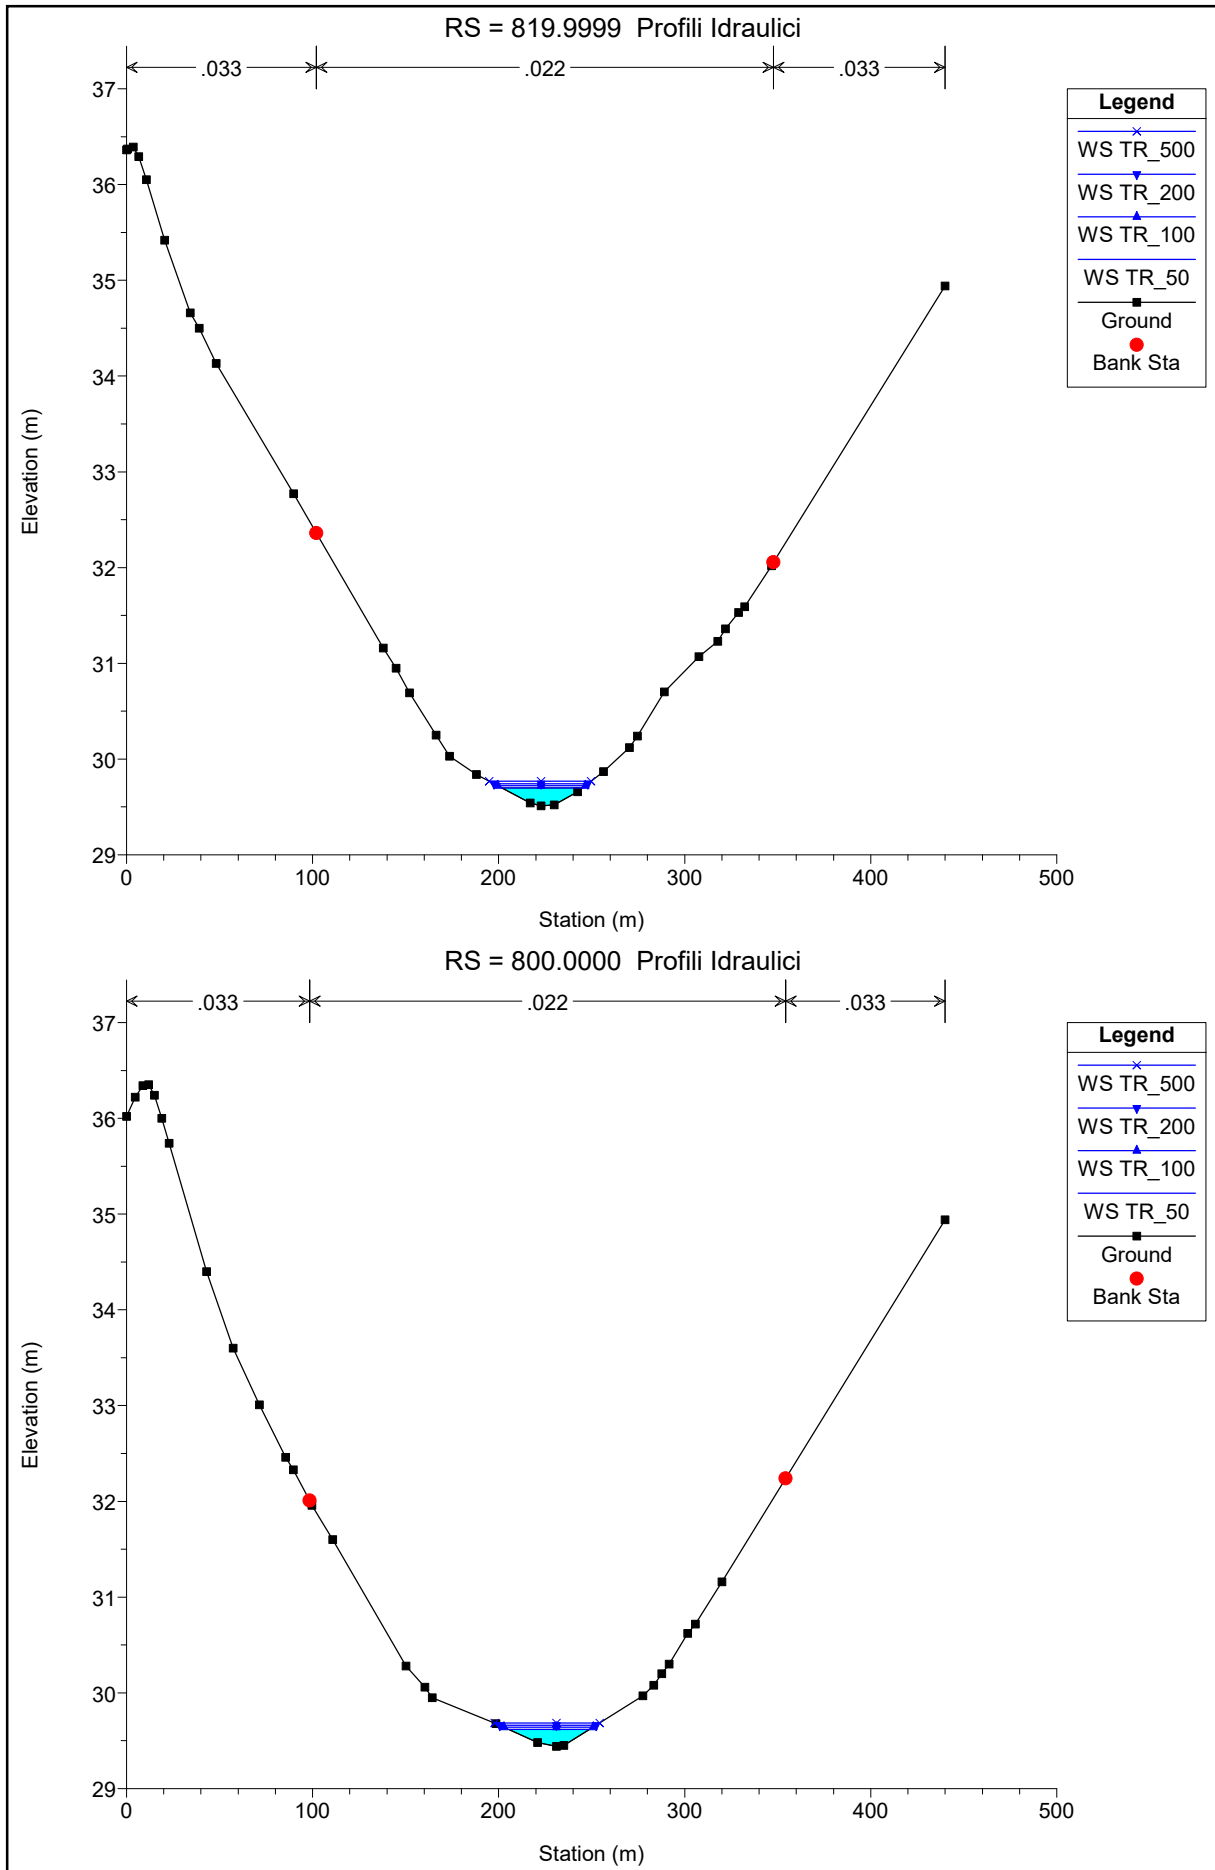 RS = 819.9999  Profili Idraulici
.033 .022 .033
Legend
WS TR_500
WS TR_200
WS TR_100
WS TR_50
Ground
Bank Sta
37
36
35
34
33
32
31
30
29
Elevation (m)
0 100 200 300 400 500
Station (m)
RS = 800.0000  Profili Idraulici
.033 .022 .033
Legend
WS TR_500
WS TR_200
WS TR_100
WS TR_50
Ground
Bank Sta
37
36
35
34
33
32
31
30
29
Elevation (m)
0 100 200 300 400 500
Station (m)